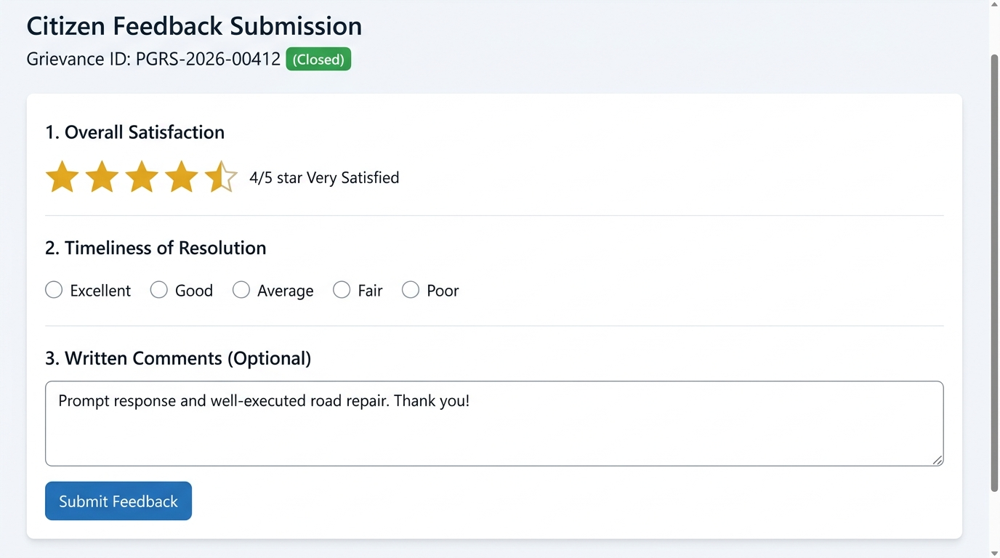 Citizen Feedback Submission
Grievance ID: PGRS-2026-00412 (Closed)
1. Overall Satisfaction
4/5 star Very Satisfied
2. Timeliness of Resolution
Excellent Good Average Fair Poor
3. Written Comments (Optional)
Prompt response and well-executed road repair. Thank you!
Submit Feedback